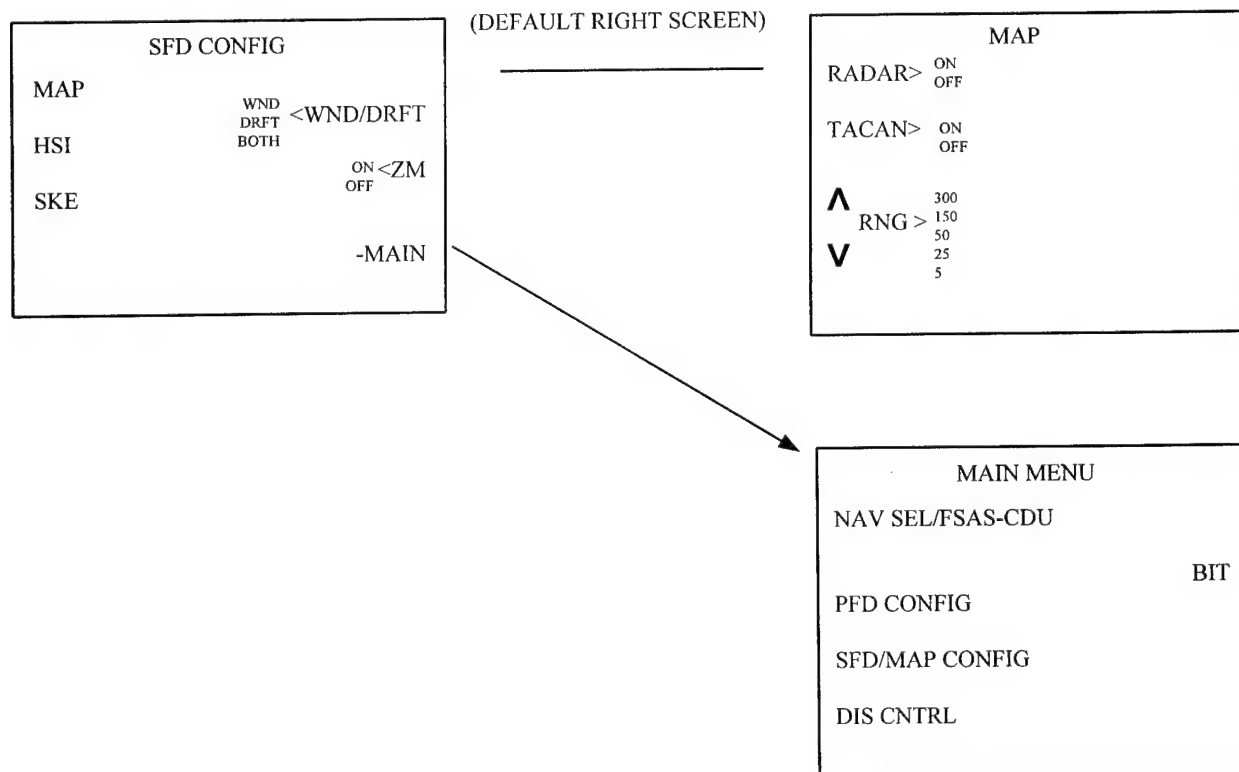 (DEFAULT RIGHT SCREEN)
SFD CONFIG
MAP
HSI
SKE
WND
DRFT
BOTH
<WND/DRFT
ON
OFF
<ZM
-MAIN
MAP
RADAR> ON
OFF
TACAN> ON
OFF
Λ
V
RNG >
300
150
50
25
5
MAIN MENU
NAV SEL/FSAS-CDU
BIT
PFD CONFIG
SFD/MAP CONFIG
DIS CNTRL